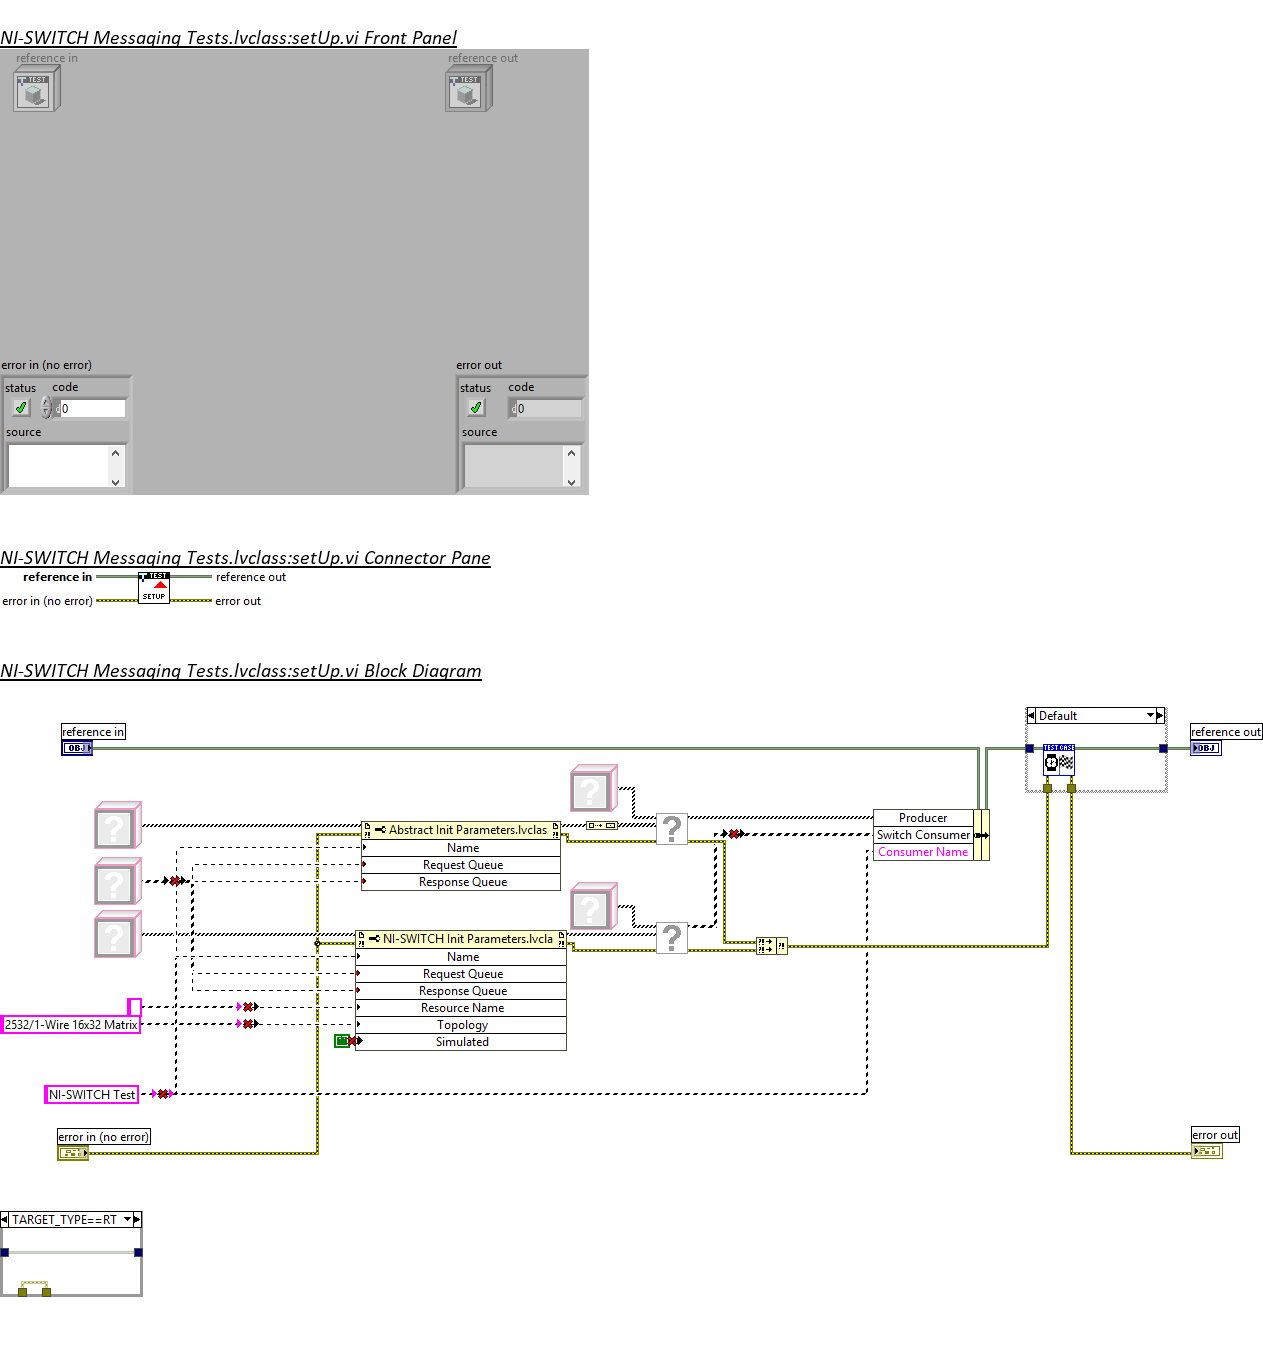 NI-SWITCH Messaging Tests.lvclass:setUp.vi Front Panel
reference in
reference out
TEST
TEST
error in (no error)
error out
status
code
status
code
0
0
source
source
NI-SWITCH Messaging Tests.lvclass:setUp.vi Connector Pane
reference in
TEST
reference out
error in (no error)
SETUP
error out
NI-SWITCH Messaging Tests.lvclass:setUp.vi Block Diagram
Default
reference in
reference out
OBJ
TEST CASE
OBJ
?
?
?
Producer
Abstract Init Parameters.lvclas
Switch Consumer
Name
Consumer Name
Request Queue
?
Response Queue
?
?
?
NI-SWITCH Init Parameters.lvcla
Name
Request Queue
Response Queue
Resource Name
2532/1-Wire 16x32 Matrix
Topology
Simulated
NI-SWITCH Test
error in (no error)
error out
TARGET_TYPE==RT